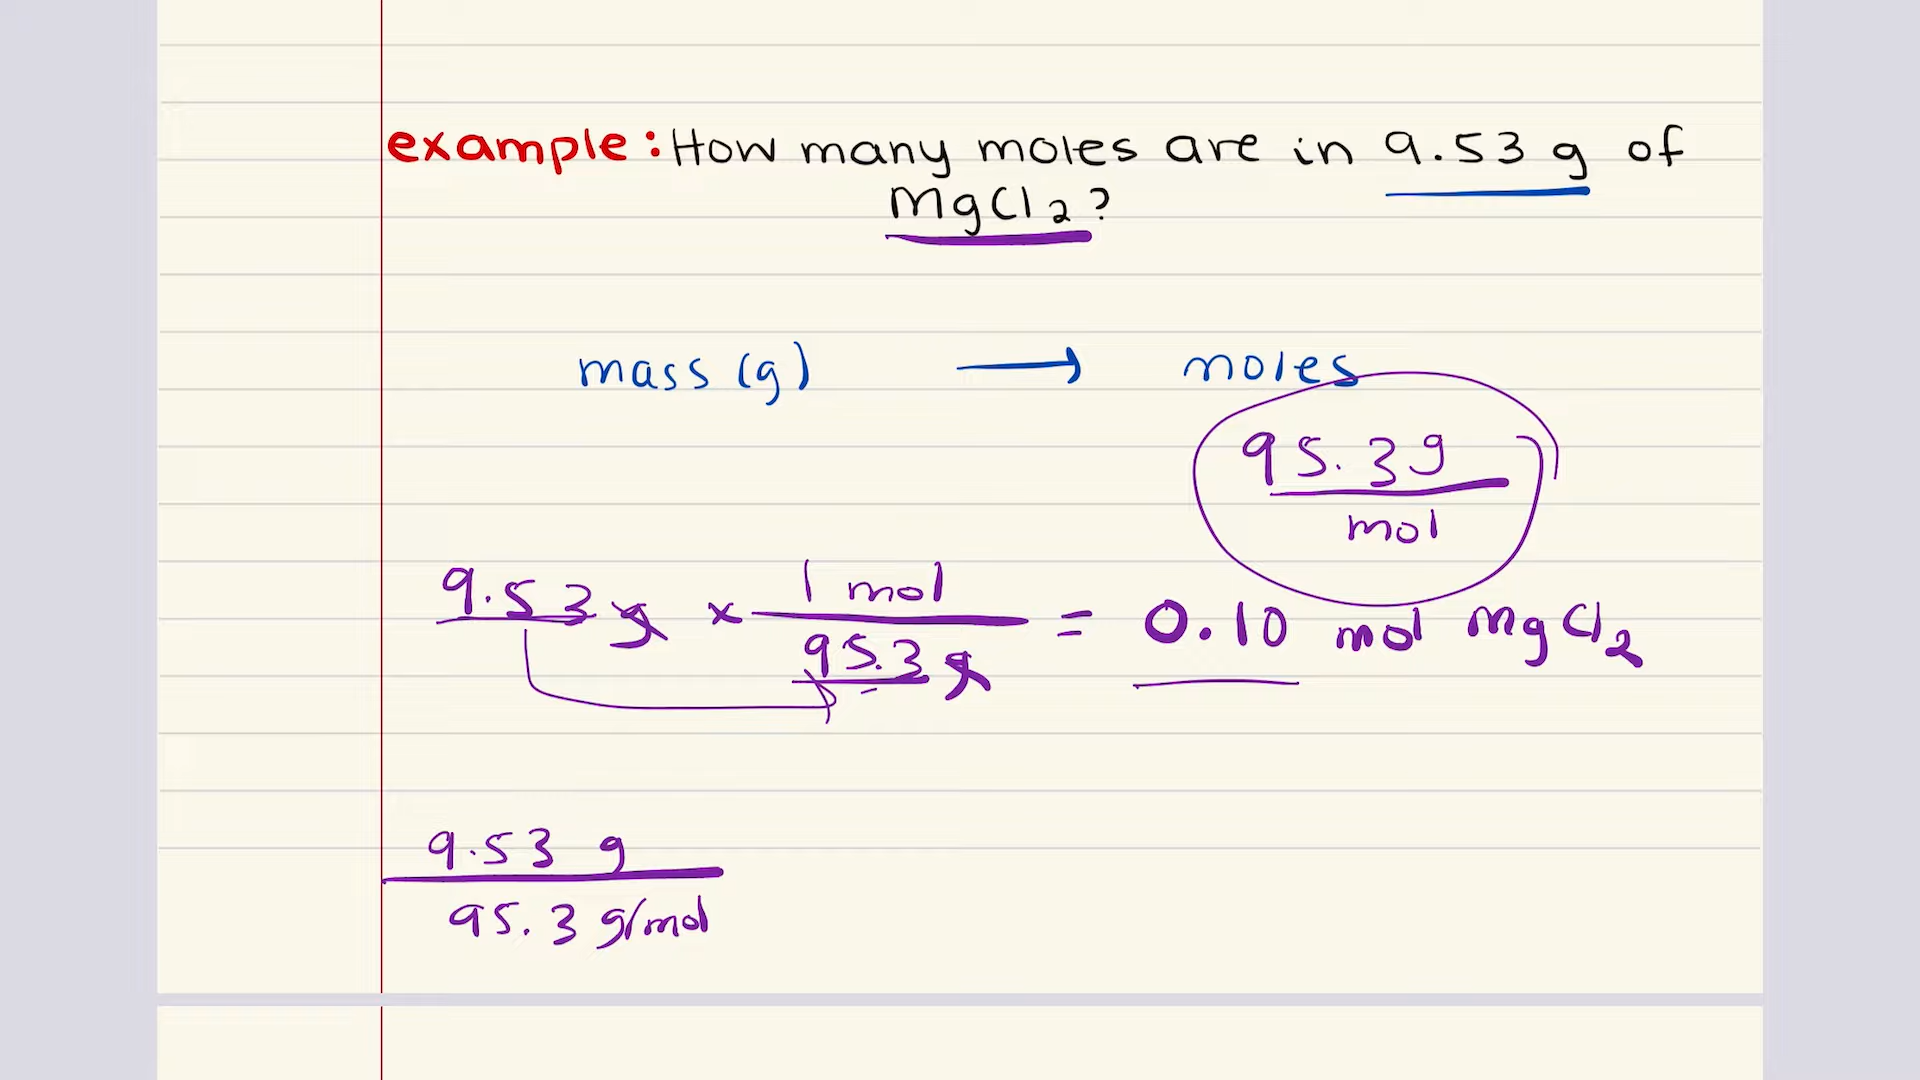 example: How many moles are in 9.53 g of
MgCl₂?
mass (g) → moles
95.3 g
mol
9.53 g x 1 mol = 0.10 mol MgCl₂
95.3 g
9.53 g
95.3 g/mol